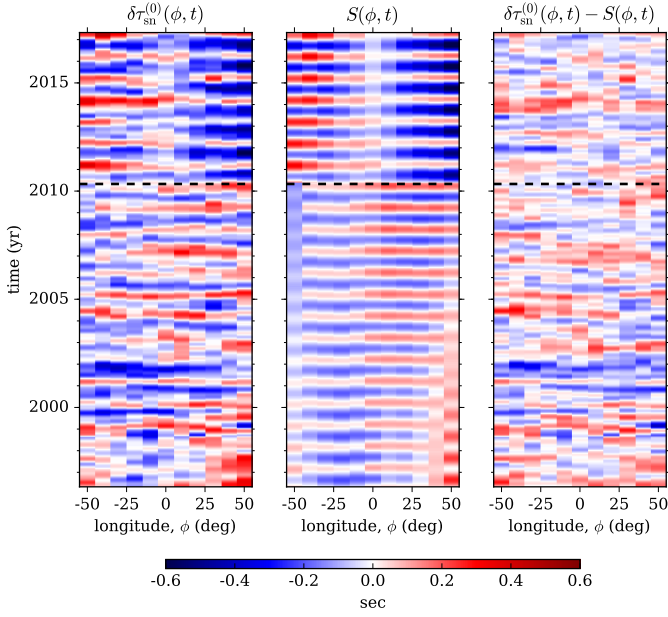 δτ_sn^(0)(ϕ, t)
S(ϕ, t)
δτ_sn^(0)(ϕ, t) − S(ϕ, t)
time (yr)
2015
2010
2005
2000
-50 -25 0 25 50
-50 -25 0 25 50
-50 -25 0 25 50
longitude, ϕ (deg)
longitude, ϕ (deg)
longitude, ϕ (deg)
-0.6 -0.4 -0.2 0.0 0.2 0.4 0.6
sec